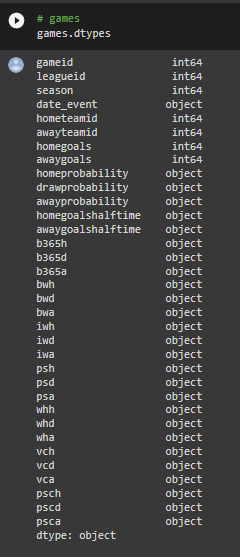 # games
games.dtypes
gameid int64
leagueid int64
season int64
date_event object
hometeamid int64
awayteamid int64
homegoals int64
awaygoals int64
homeprobability object
drawprobability object
awayprobability object
homegoalshalftime object
awaygoalshalftime object
b365h object
b365d object
b365a object
bwh object
bwd object
bwa object
iwh object
iwd object
iwa object
psh object
psd object
psa object
whh object
whd object
wha object
vch object
vcd object
vca object
psch object
pscd object
psca object
dtype: object